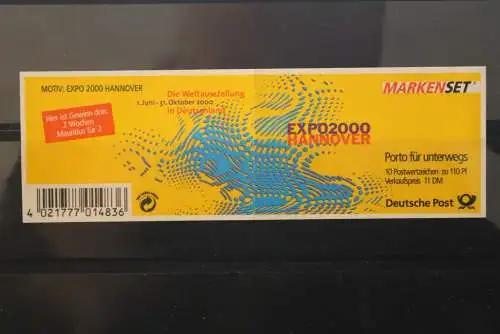 MOTIV: EXPO 2000 HANNOVER
Die Weltausstellung
1. Juni - 31. Oktober 2000
in Deutschland
Hier ist Gewinn drin:
2 Wochen
Mauritius für 2
EXPO2000
HANNOVER
MARKENSET
Porto für unterwegs
10 Postwertzeichen zu 110 Pf
Verkaufspreis 11 DM
Deutsche Post
4 021777 014836